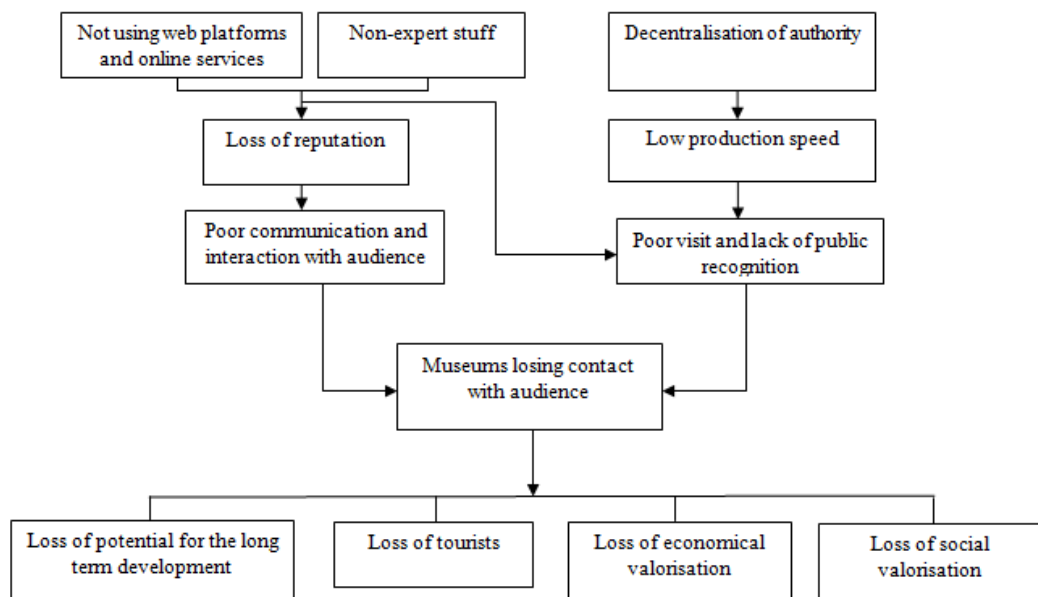 Not using web platforms
and online services
Non-expert stuff
Decentralisation of authority
Loss of reputation
Low production speed
Poor communication and
interaction with audience
Poor visit and lack of public
recognition
Museums losing contact
with audience
Loss of potential for the long
term development
Loss of tourists
Loss of economical
valorisation
Loss of social
valorisation